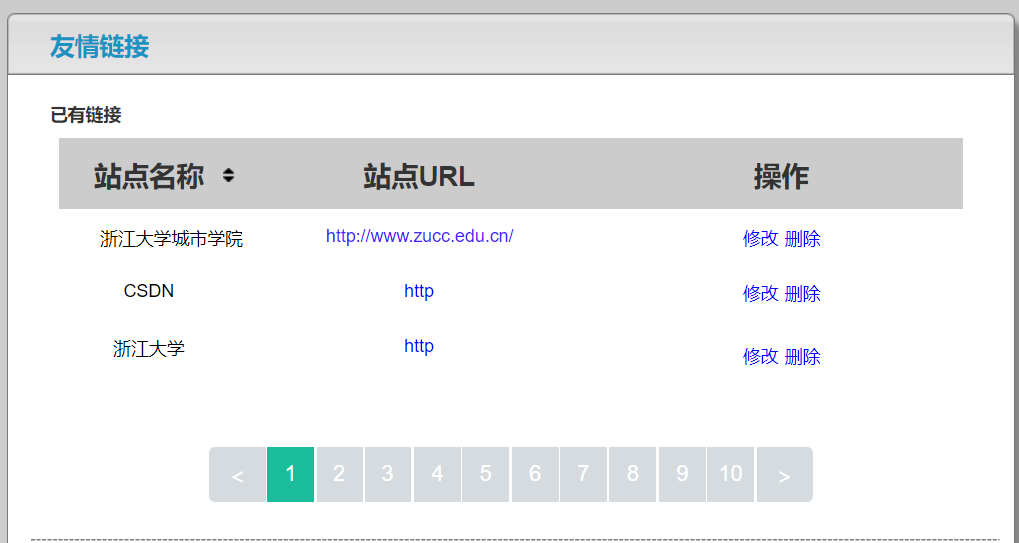 友情链接
已有链接
站点名称 站点URL 操作
浙江大学城市学院 http://www.zucc.edu.cn/ 修改 删除
CSDN http 修改 删除
浙江大学 http 修改 删除
< 1 2 3 4 5 6 7 8 9 10 >